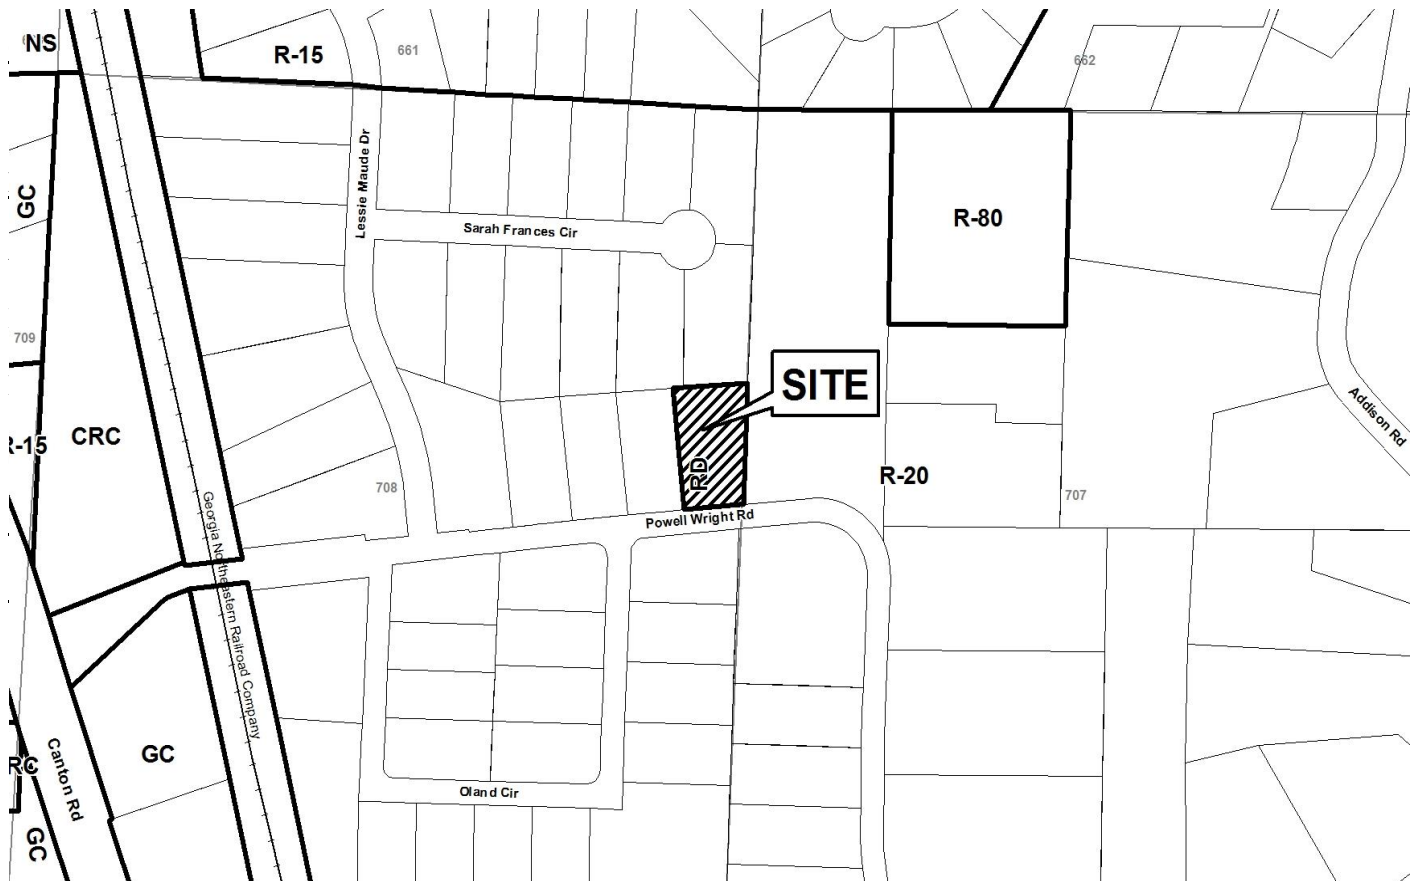 NS
R-15
661
662
GC
Lessie Maude Dr
Sarah Frances Cir
R-80
709
SITE
Addison Rd
R-15
CRC
RD
R-20
708
707
Georgia Northeastern Railroad Company
Powell Wright Rd
Canton Rd
GC
RC
Oland Cir
GC